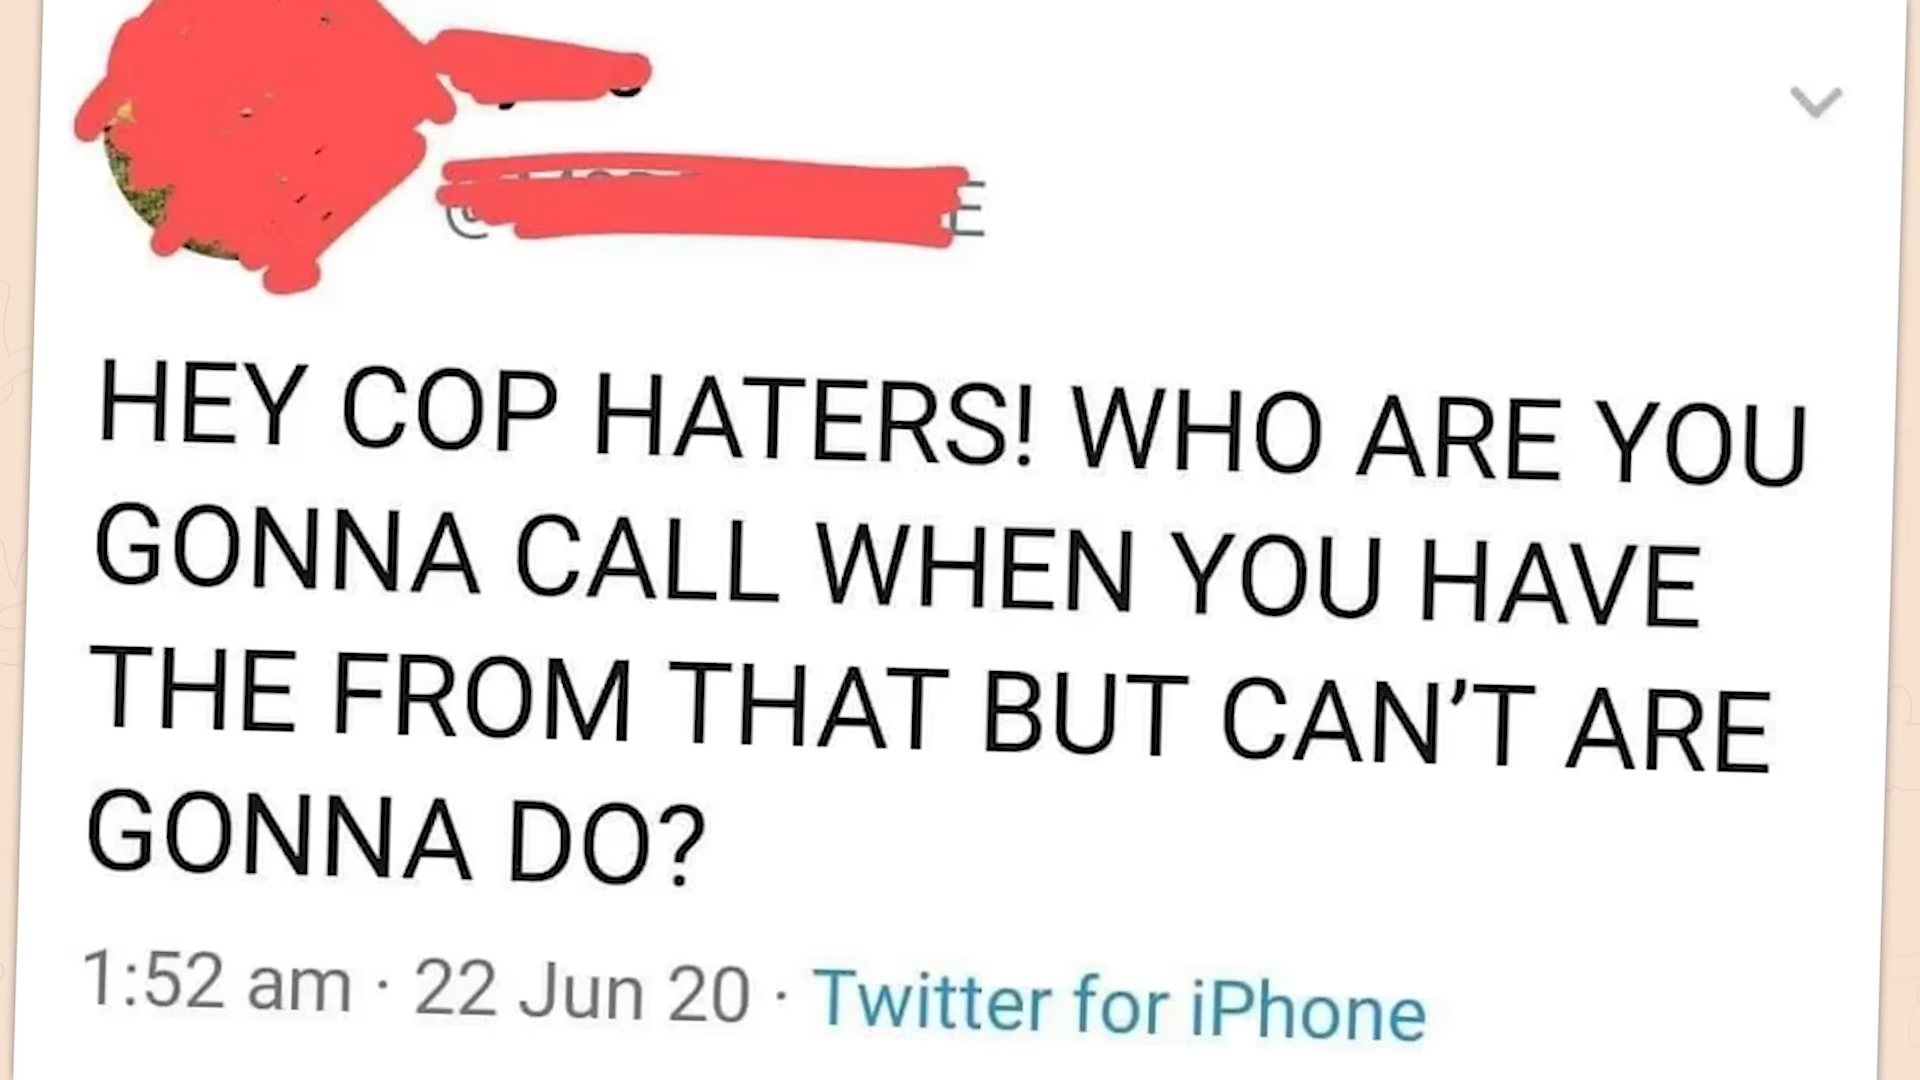 HEY COP HATERS! WHO ARE YOU
GONNA CALL WHEN YOU HAVE
THE FROM THAT BUT CAN'T ARE
GONNA DO?
1:52 am · 22 Jun 20 · Twitter for iPhone